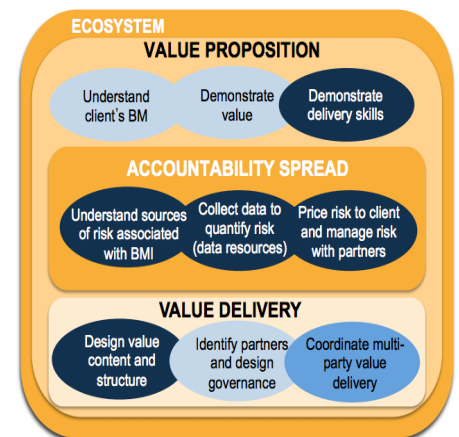 ECOSYSTEM
VALUE PROPOSITION
Understand
client's BM
Demonstrate
value
Demonstrate
delivery skills
ACCOUNTABILITY SPREAD
Understand sources
of risk associated
with BMI
Collect data to
quantify risk
(data resources)
Price risk to client
and manage risk
with partners
VALUE DELIVERY
Design value
content and
structure
Identify partners
and design
governance
Coordinate multi-
party value
delivery